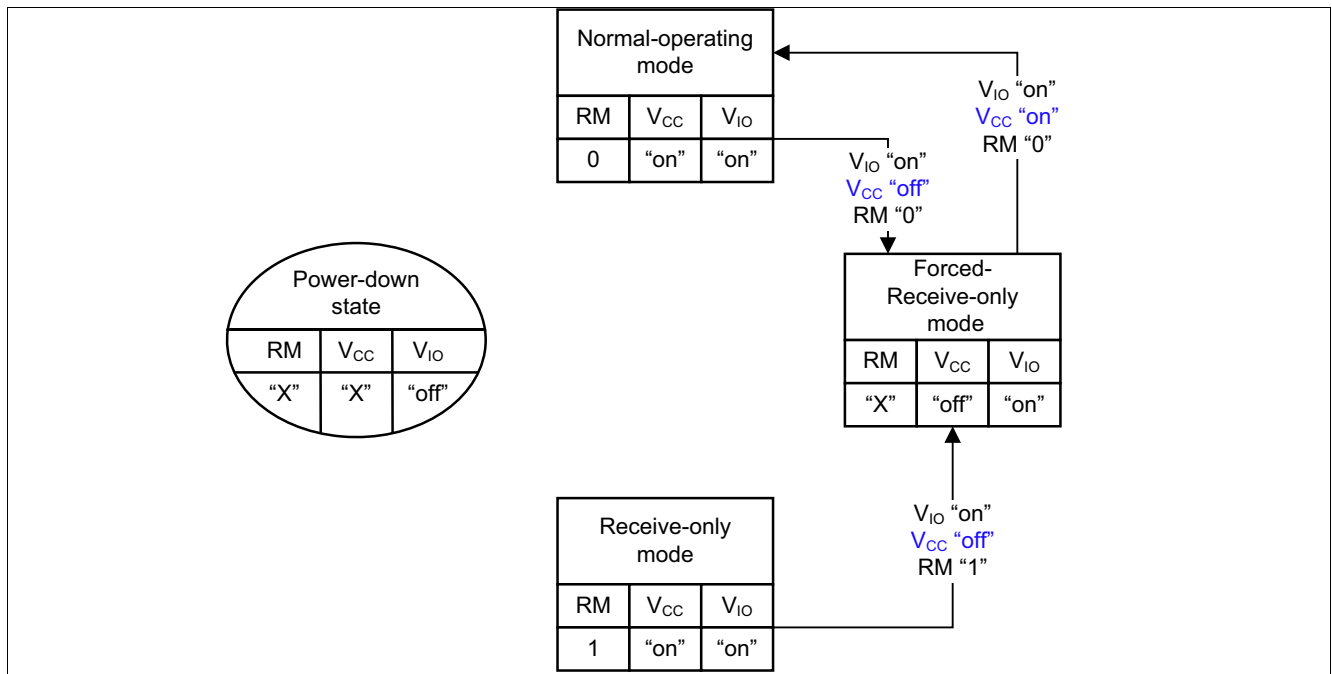 Normal-operating
mode
RM VCC VIO
0 “on” “on”
VIO “on”
VCC “on”
RM “0”
VIO “on”
VCC “off”
RM “0”
Power-down
state
RM VCC VIO
“X” “X” “off”
Forced-
Receive-only
mode
RM VCC VIO
“X” “off” “on”
VIO “on”
VCC “off”
RM “1”
Receive-only
mode
RM VCC VIO
1 “on” “on”